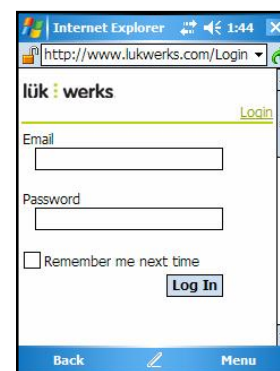 Internet Explorer 1:44
http://www.lukwerks.com/Login
lük werks
Login
Email
Password
Remember me next time
Log In
Back Menu